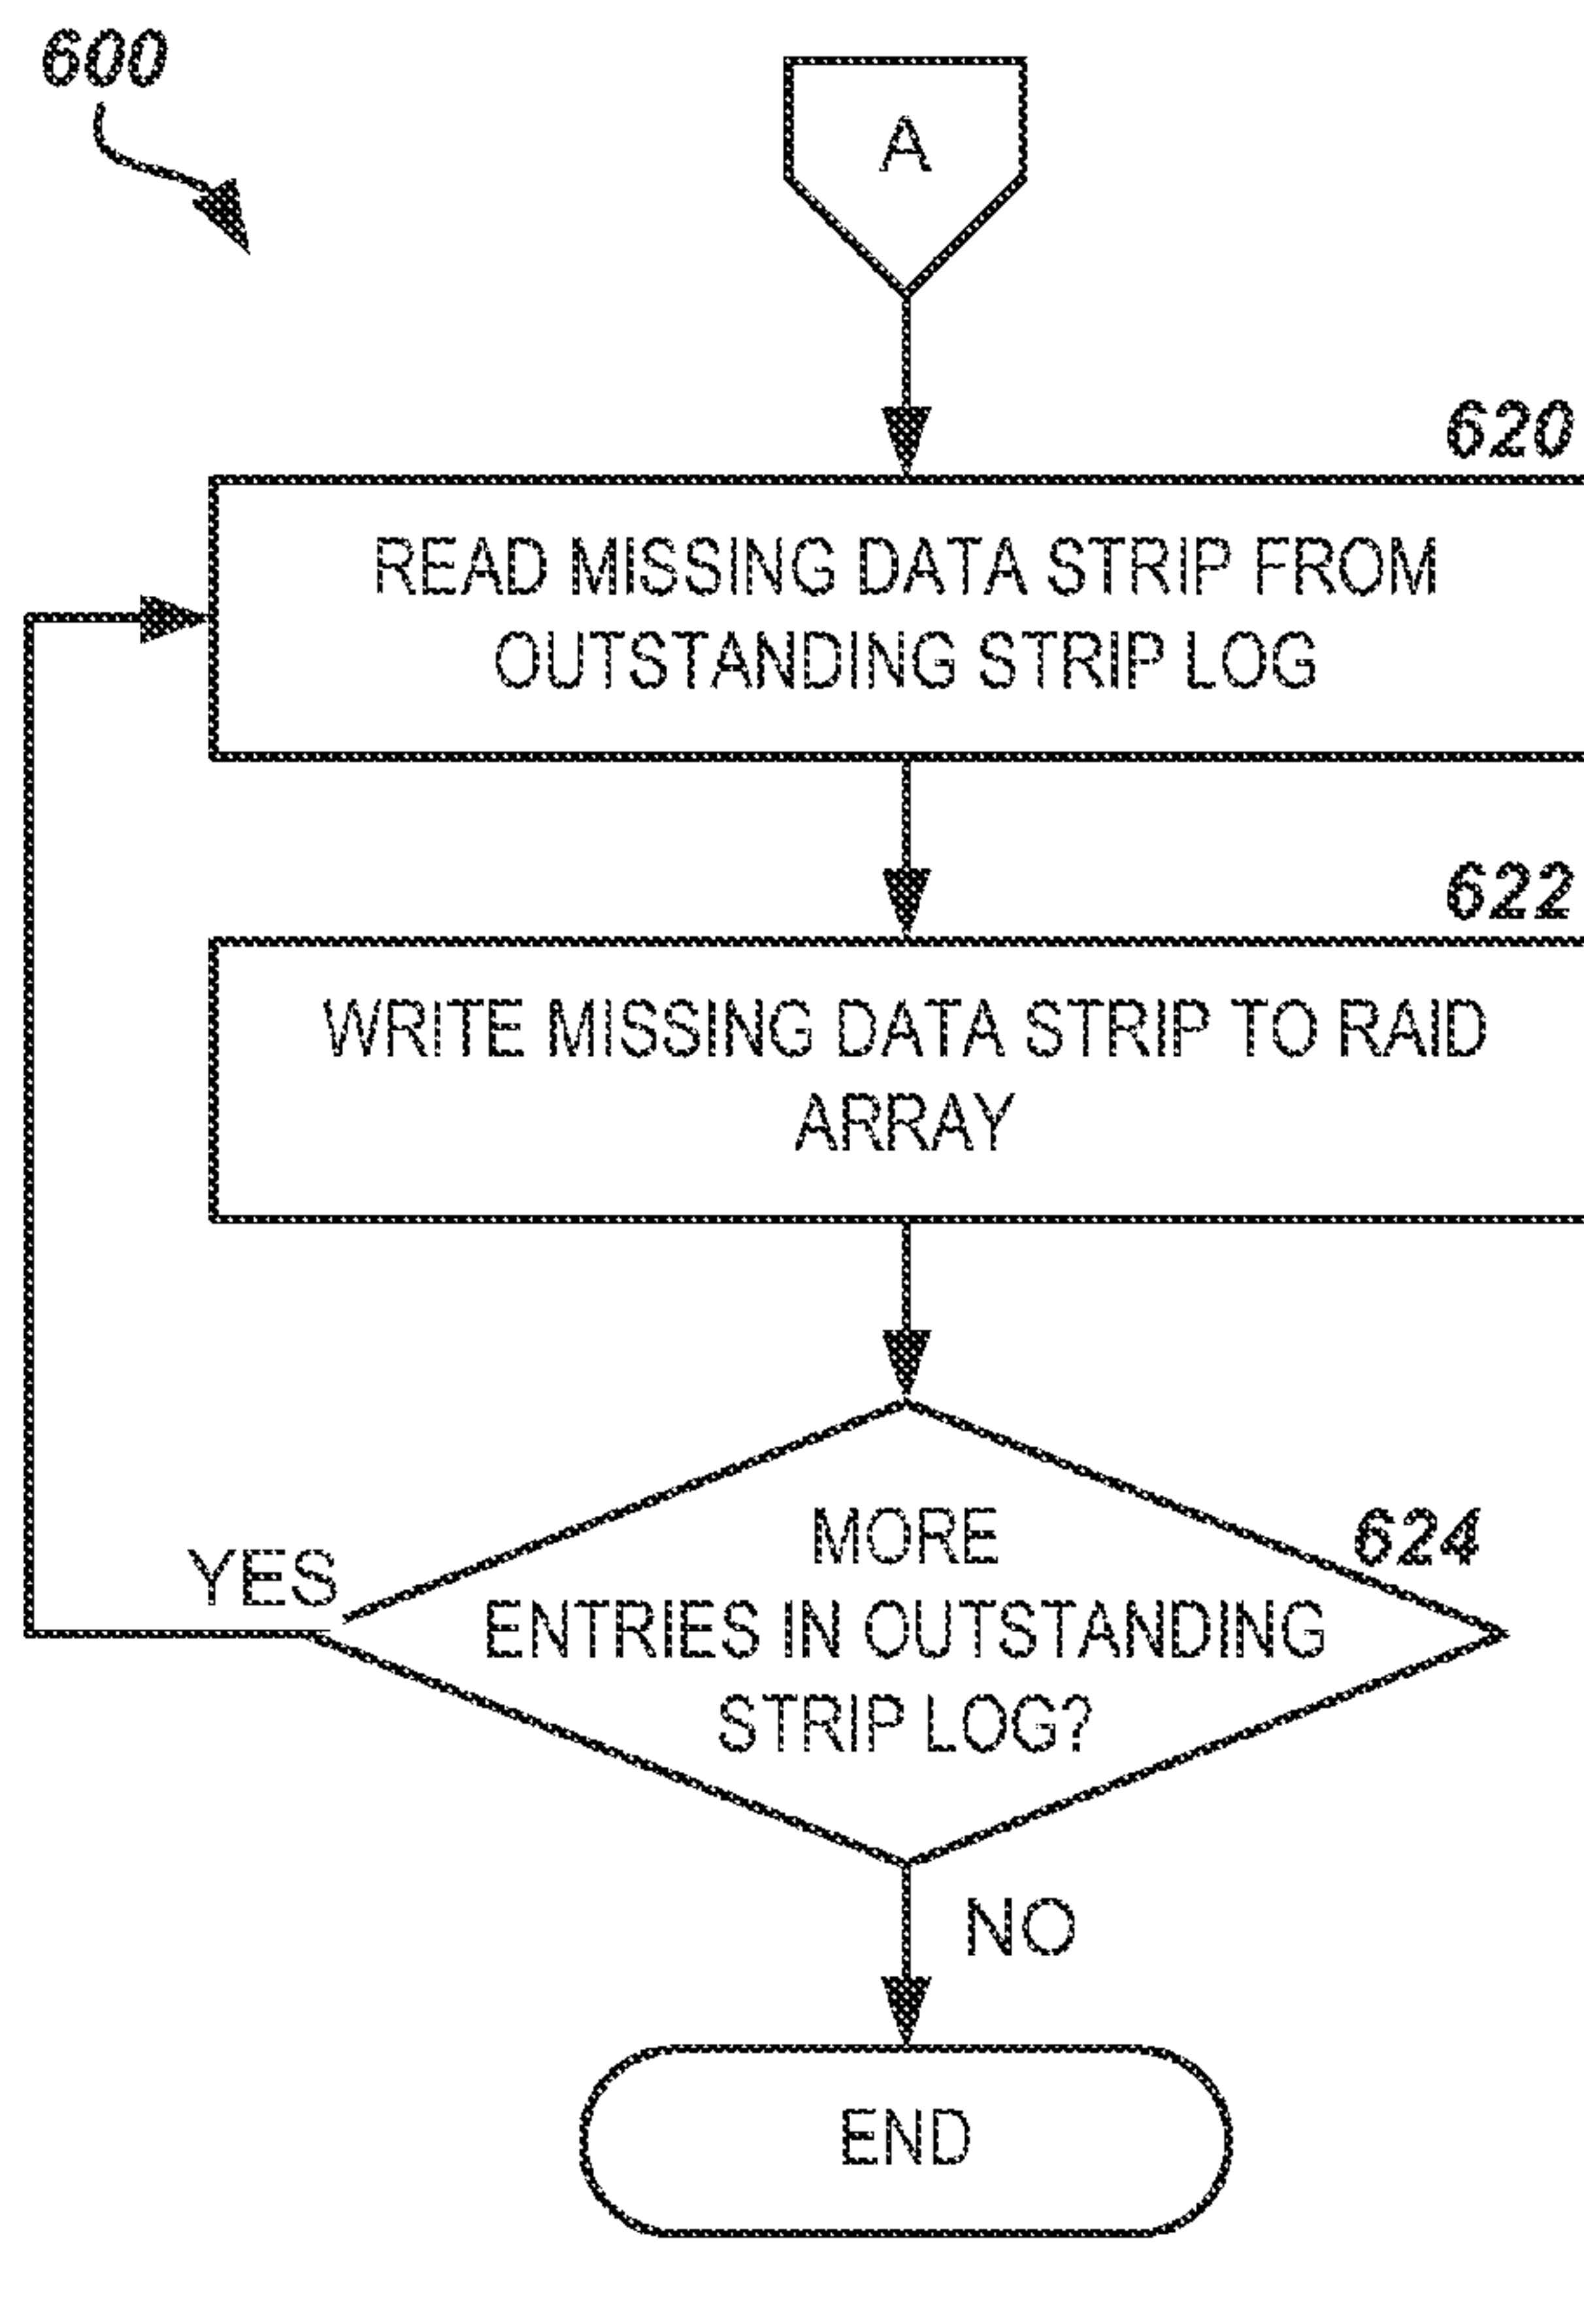 600
A
620
READ MISSING DATA STRIP FROM
OUTSTANDING STRIP LOG
622
WRITE MISSING DATA STRIP TO RAID
ARRAY
624
MORE
ENTRIES IN OUTSTANDING
STRIP LOG?
YES
NO
END